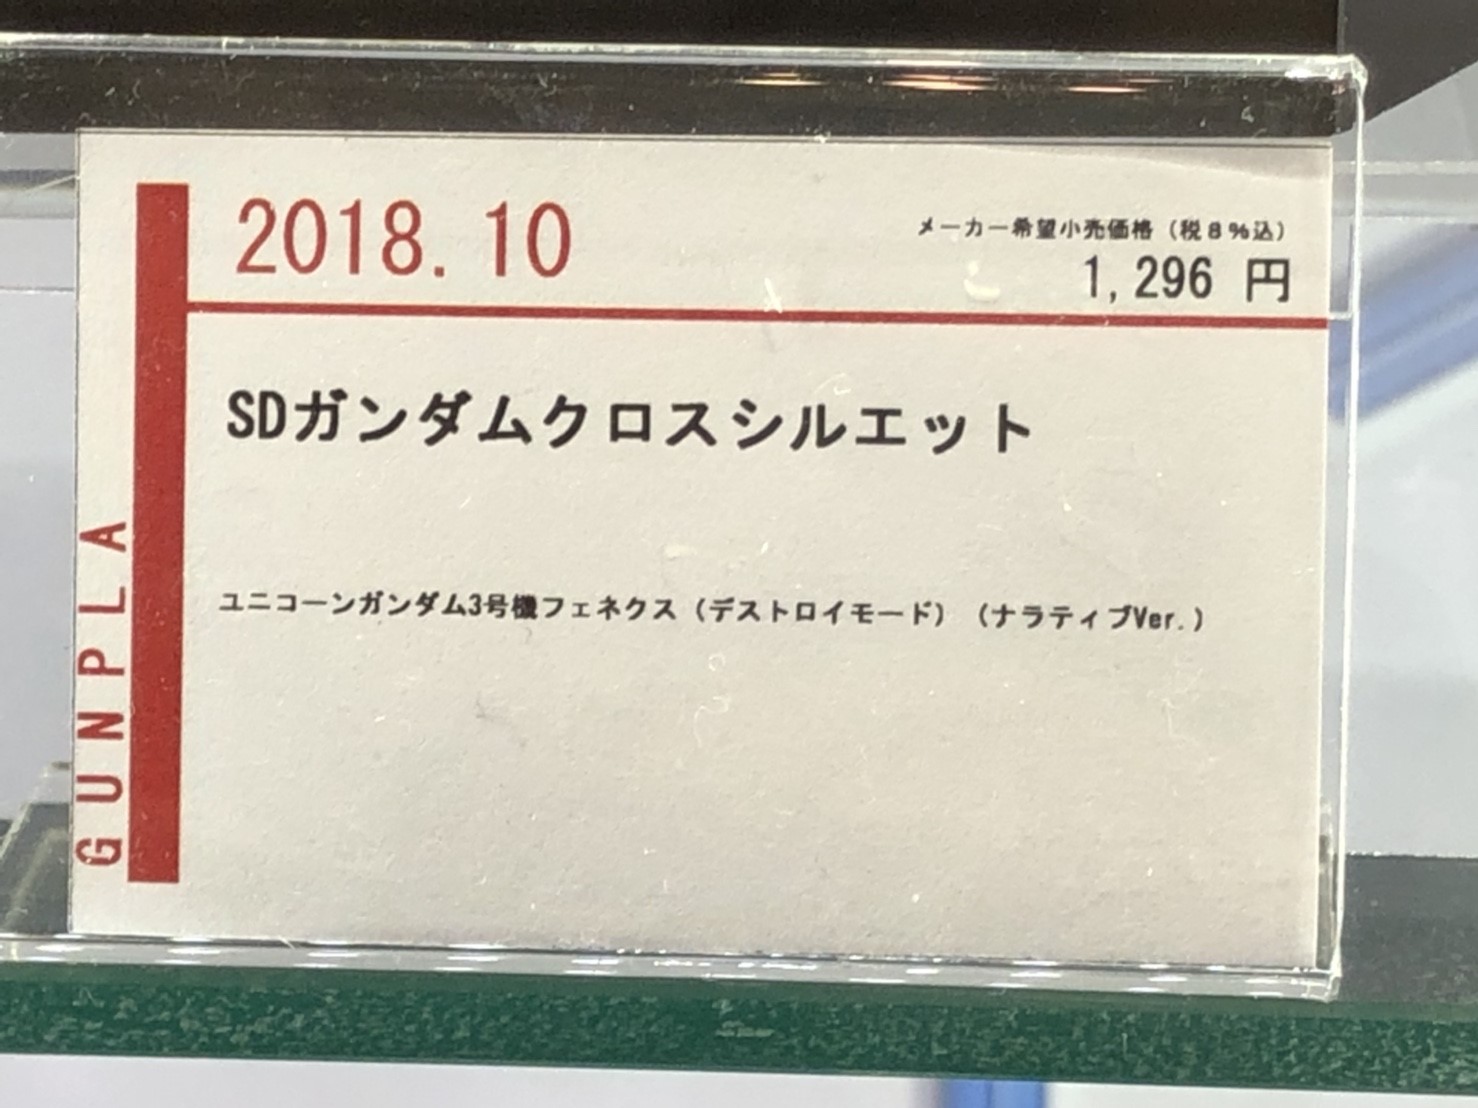 2018.10
メーカー希望小売価格（税８％込）
1,296 円
SDガンダムクロスシルエット
ユニコーンガンダム3号機フェネクス（デストロイモード）（ナラティブVer.）
GUNPLA